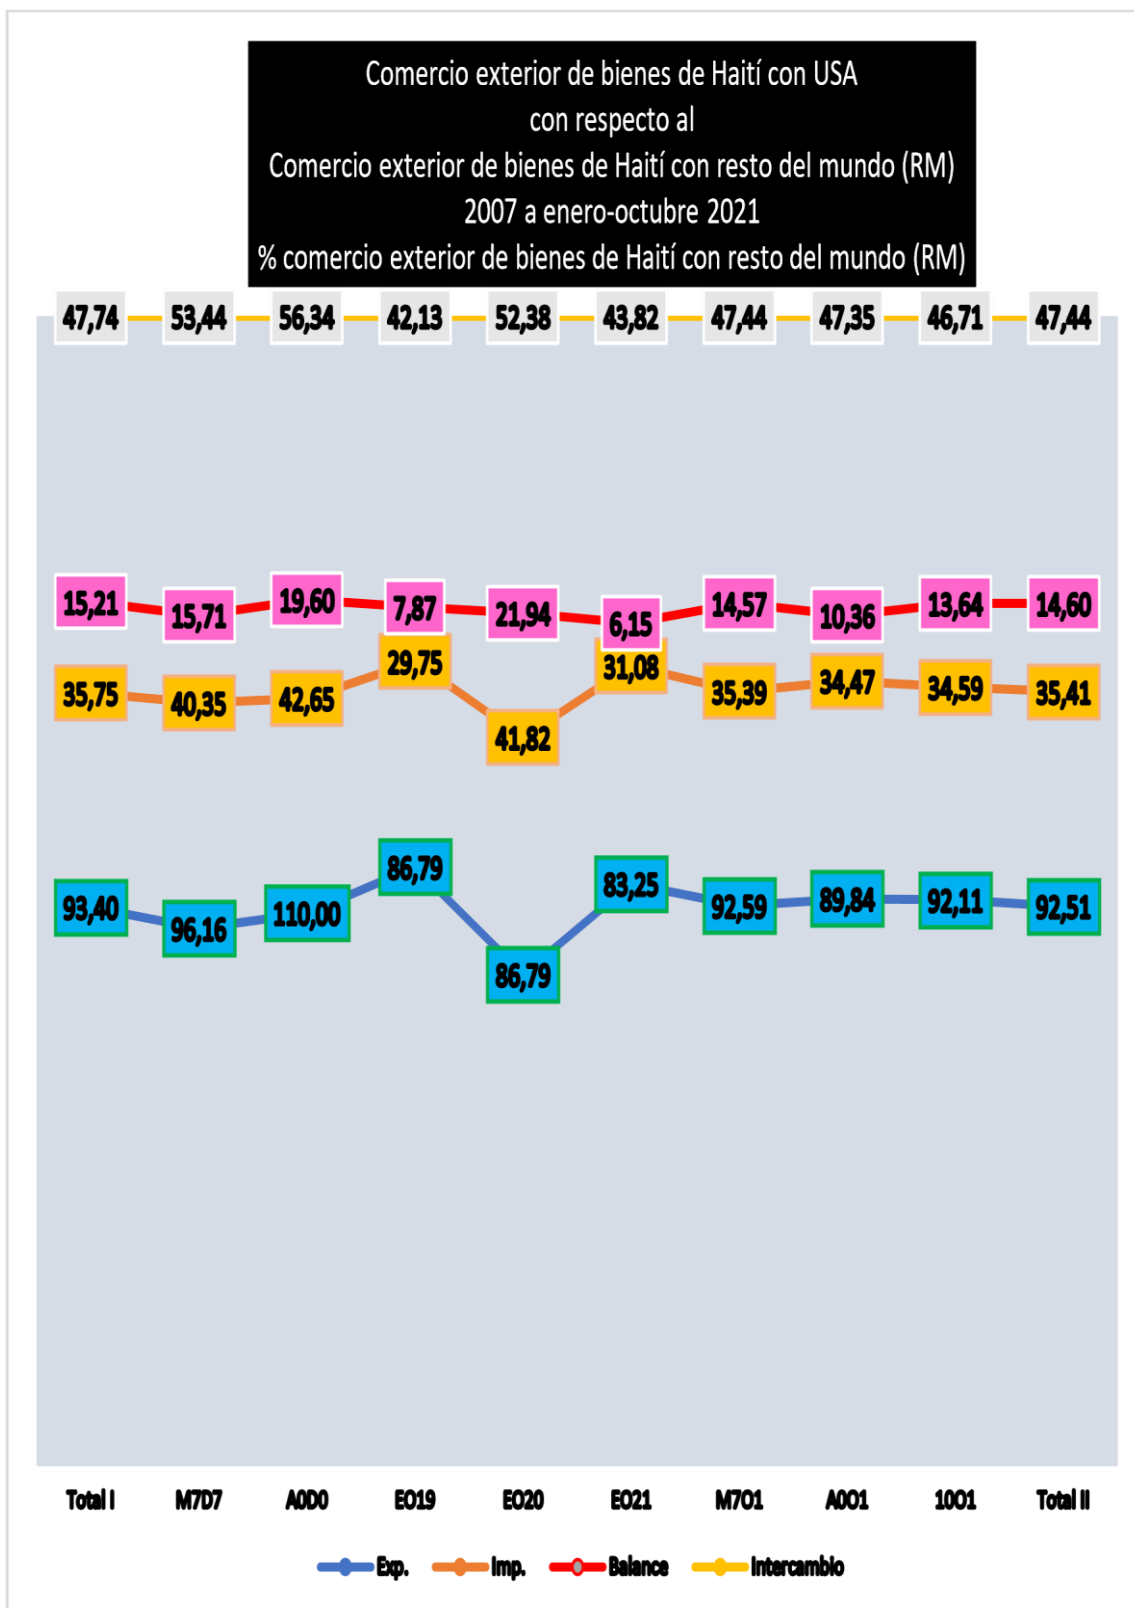 Comercio exterior de bienes de Haití con USA
con respecto al
Comercio exterior de bienes de Haití con resto del mundo (RM)
2007 a enero-octubre 2021
% comercio exterior de bienes de Haití con resto del mundo (RM)
47,74 53,44 56,34 42,13 52,38 43,82 47,44 47,35 46,71 47,44
15,21 15,71 19,60 7,87 21,94 6,15 14,57 10,36 13,64 14,60
35,75 40,35 42,65 29,75 41,82 31,08 35,39 34,47 34,59 35,41
93,40 96,16 110,00 86,79 86,79 83,25 92,59 89,84 92,11 92,51
Total I M7D7 A0D0 EO19 EO20 EO21 M7O1 A0O1 10O1 Total II
Exp. Imp. Balance Intercambio